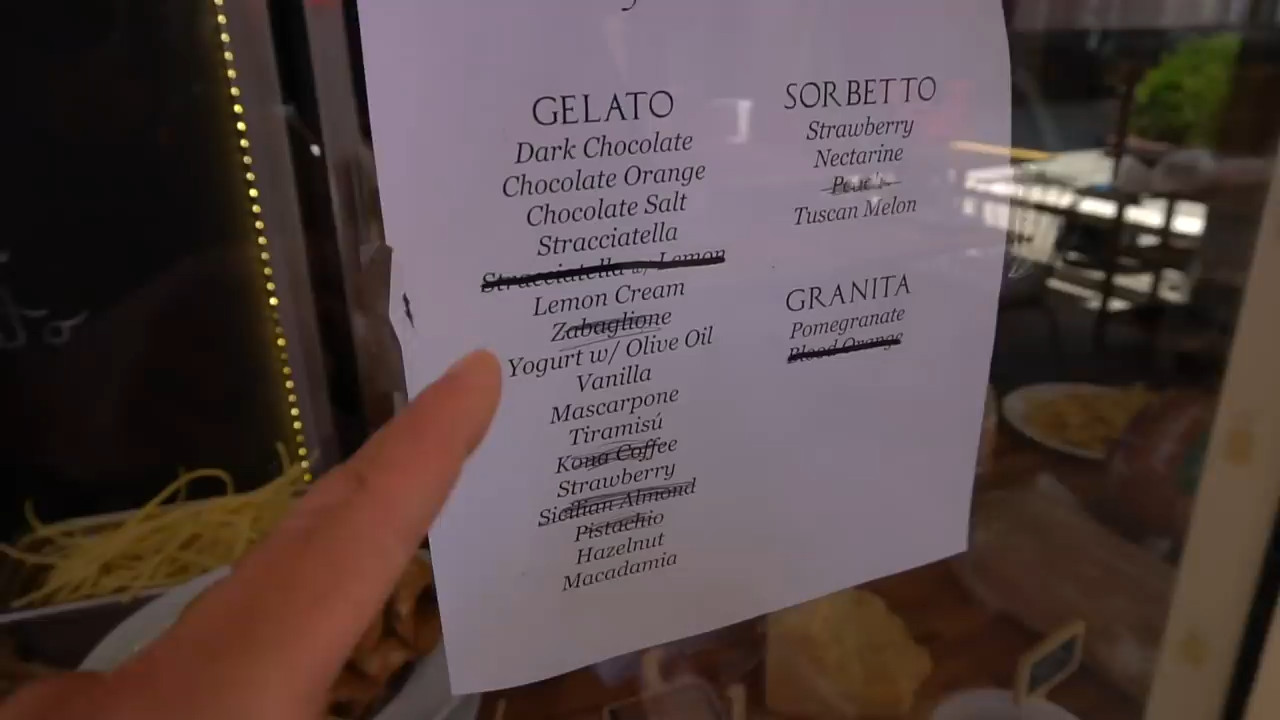 GELATO
Dark Chocolate
Chocolate Orange
Chocolate Salt
Stracciatella
Stracciatella w/ Lemon
Lemon Cream
Zabaglione
Yogurt w/ Olive Oil
Vanilla
Mascarpone
Tiramisú
Kona Coffee
Strawberry
Sicilian Almond
Pistachio
Hazelnut
Macadamia
SORBETTO
Strawberry
Nectarine
Tuscan Melon
GRANITA
Pomegranate
Blood Orange